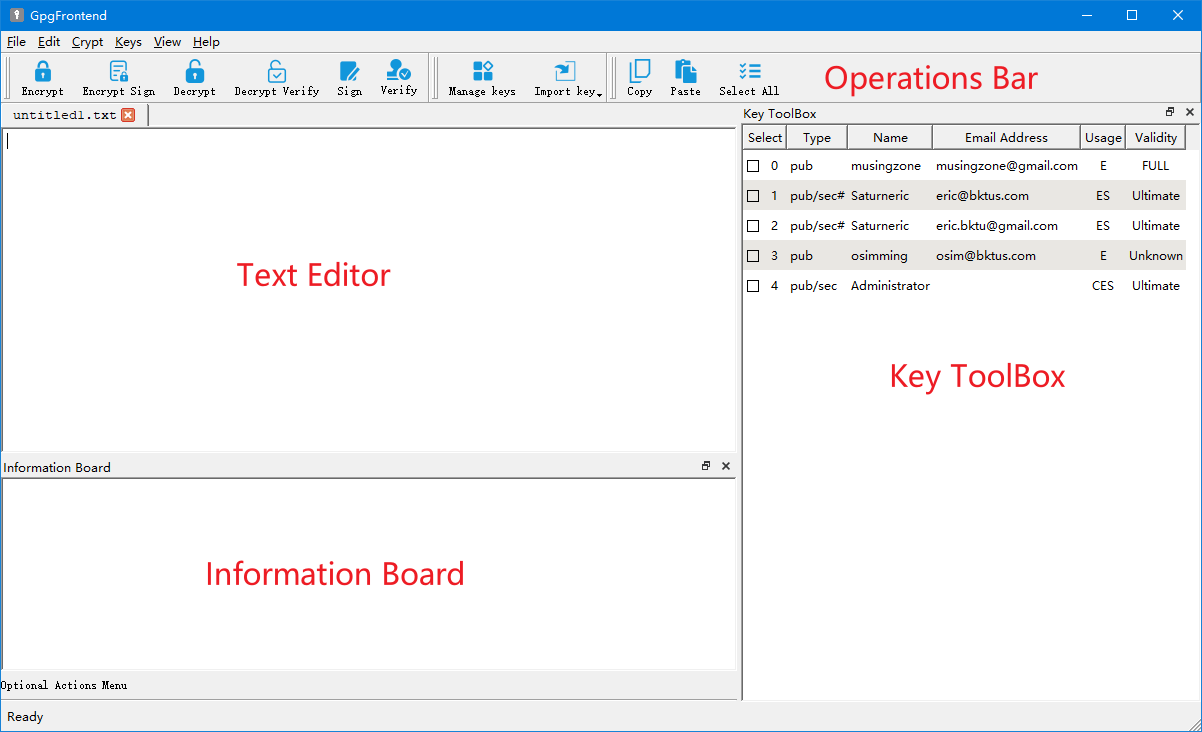 GpgFrontend
File Edit Crypt Keys View Help
Encrypt Encrypt Sign Decrypt Decrypt Verify Sign Verify Manage keys Import key Copy Paste Select All
Operations Bar
untitled1.txt
Key ToolBox
Select Type Name Email Address Usage Validity
0 pub musingzone musingzone@gmail.com E FULL
1 pub/sec# Saturneric eric@bktus.com ES Ultimate
2 pub/sec# Saturneric eric.bktu@gmail.com ES Ultimate
3 pub osimming osim@bktus.com E Unknown
4 pub/sec Administrator CES Ultimate
Text Editor
Key ToolBox
Information Board
Information Board
Optional Actions Menu
Ready